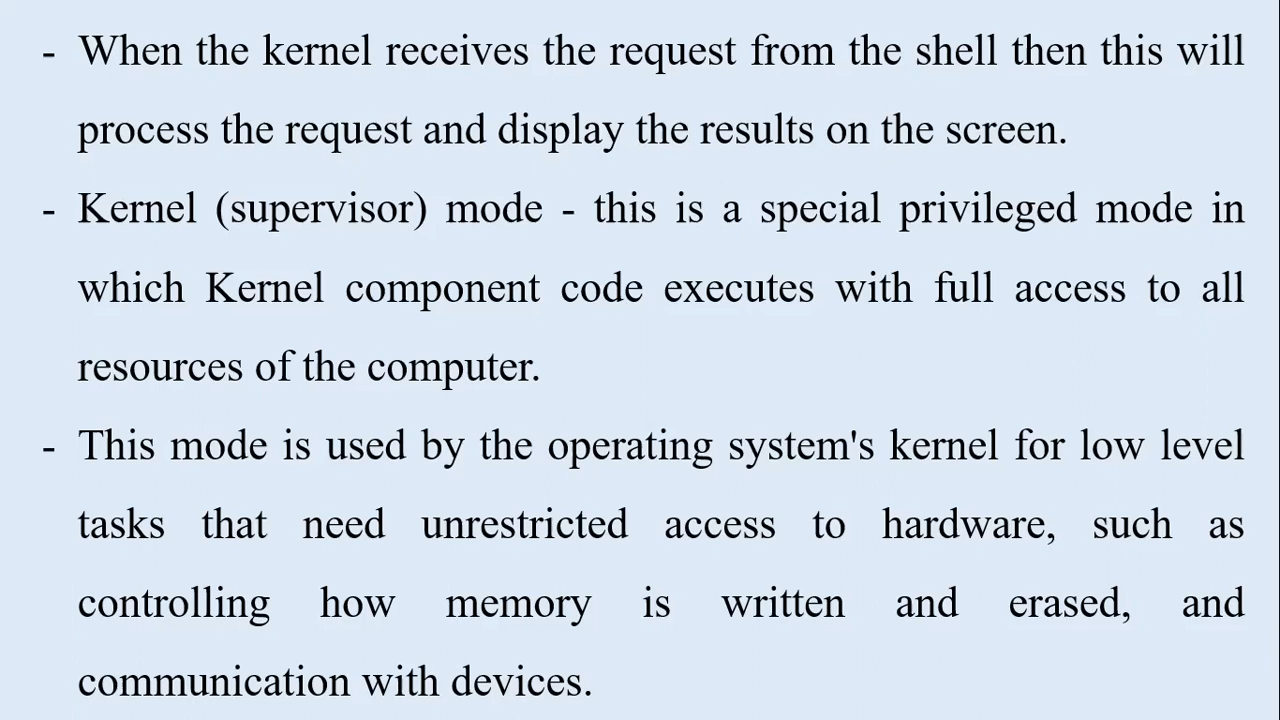 - When the kernel receives the request from the shell then this will
process the request and display the results on the screen.
- Kernel (supervisor) mode - this is a special privileged mode in
which Kernel component code executes with full access to all
resources of the computer.
- This mode is used by the operating system's kernel for low level
tasks that need unrestricted access to hardware, such as
controlling how memory is written and erased, and
communication with devices.